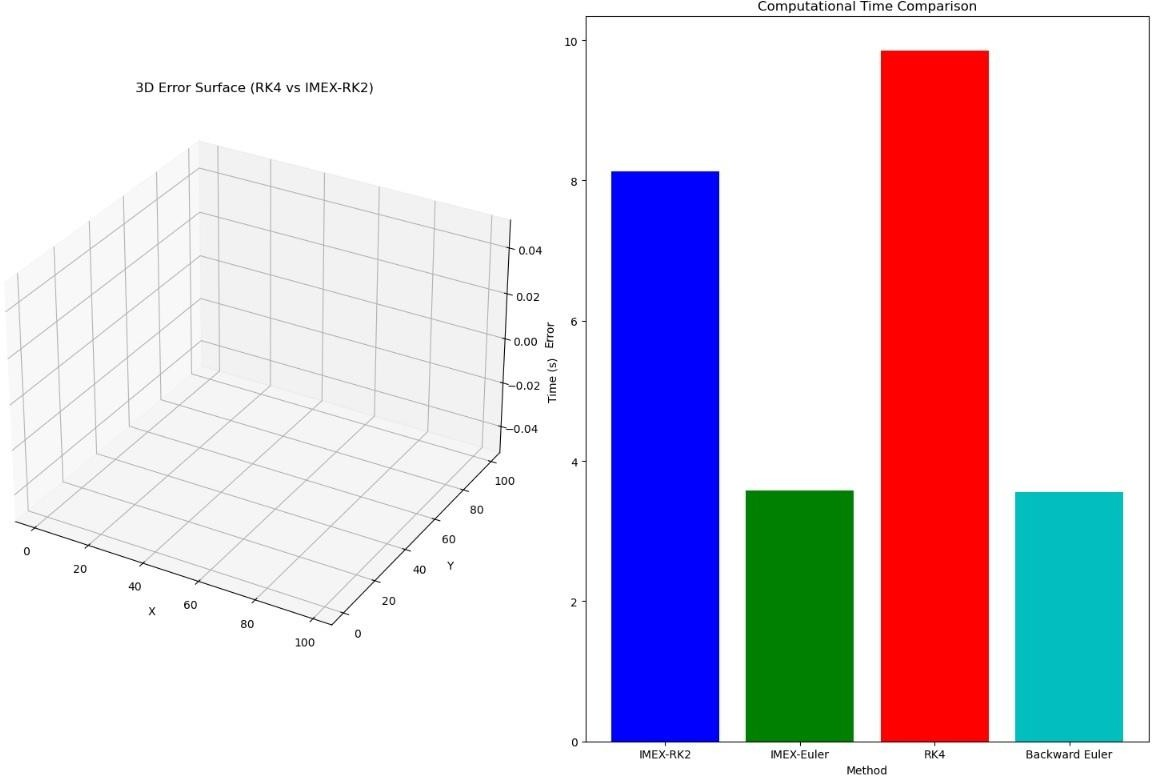 3D Error Surface (RK4 vs IMEX-RK2)
0.04
0.02
0.00
−0.02
−0.04
Error
0
20
40
60
80
100
X
0
20
40
60
80
100
Y
Computational Time Comparison
Time (s)
10
8
6
4
2
0
IMEX-RK2 IMEX-Euler RK4 Backward Euler
Method